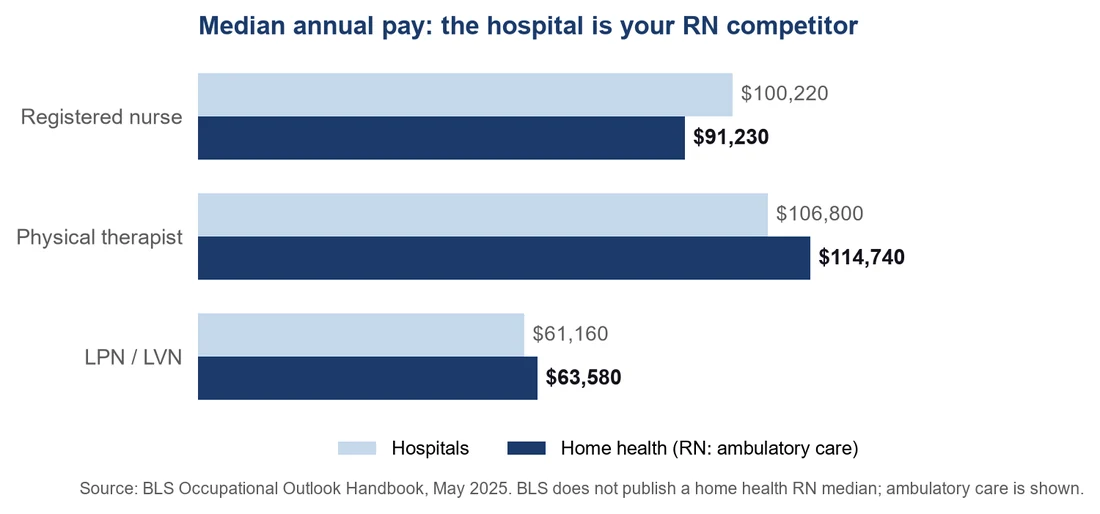 Median annual pay: the hospital is your RN competitor
$100,220
Registered nurse
$91,230
$106,800
Physical therapist
$114,740
$61,160
LPN / LVN
$63,580
Hospitals
Home health (RN: ambulatory care)
Source: BLS Occupational Outlook Handbook, May 2025. BLS does not publish a home health RN median; ambulatory care is shown.